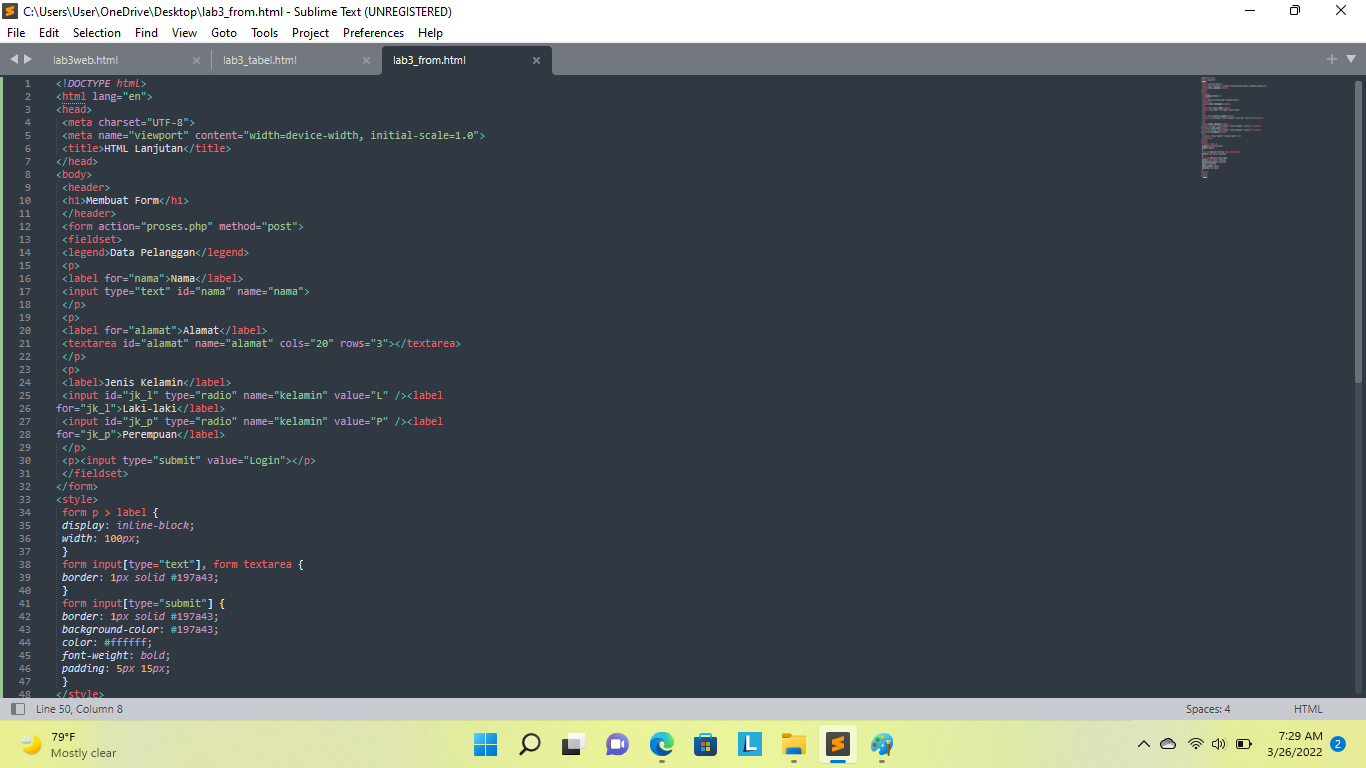 C:\Users\User\OneDrive\Desktop\lab3_from.html - Sublime Text (UNREGISTERED)
File Edit Selection Find View Goto Tools Project Preferences Help
lab3web.html × lab3_tabel.html × lab3_from.html ×
1 <!DOCTYPE html>
2 <html lang="en">
3 <head>
4 <meta charset="UTF-8">
5 <meta name="viewport" content="width=device-width, initial-scale=1.0">
6 <title>HTML Lanjutan</title>
7 </head>
8 <body>
9 <header>
10 <h1>Membuat Form</h1>
11 </header>
12 <form action="proses.php" method="post">
13 <fieldset>
14 <legend>Data Pelanggan</legend>
15 <p>
16 <label for="nama">Nama</label>
17 <input type="text" id="nama" name="nama">
18 </p>
19 <p>
20 <label for="alamat">Alamat</label>
21 <textarea id="alamat" name="alamat" cols="20" rows="3"></textarea>
22 </p>
23 <p>
24 <label>Jenis Kelamin</label>
25 <input id="jk_l" type="radio" name="kelamin" value="L" /><label
26 for="jk_l">Laki-laki</label>
27 <input id="jk_p" type="radio" name="kelamin" value="P" /><label
28 for="jk_p">Perempuan</label>
29 </p>
30 <p><input type="submit" value="Login"></p>
31 </fieldset>
32 </form>
33 <style>
34 form p > label {
35 display: inline-block;
36 width: 100px;
37 }
38 form input[type="text"], form textarea {
39 border: 1px solid #197a43;
40 }
41 form input[type="submit"] {
42 border: 1px solid #197a43;
43 background-color: #197a43;
44 color: #ffffff;
45 font-weight: bold;
46 padding: 5px 15px;
47 }
48 </style>
Line 50, Column 8 Spaces: 4 HTML
79°F
Mostly clear
L
7:29 AM
3/26/2022
2